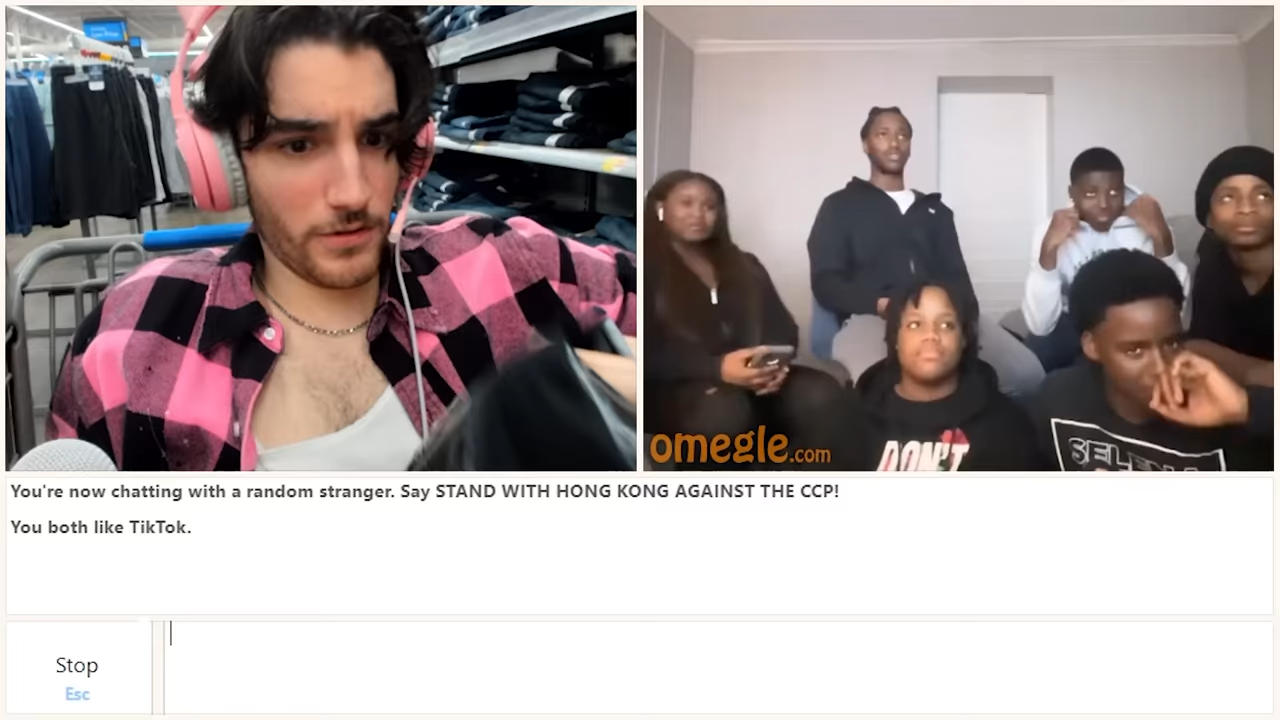 DON'T
omegle.com
You're now chatting with a random stranger. Say STAND WITH HONG KONG AGAINST THE CCP!
You both like TikTok.
Stop
Esc